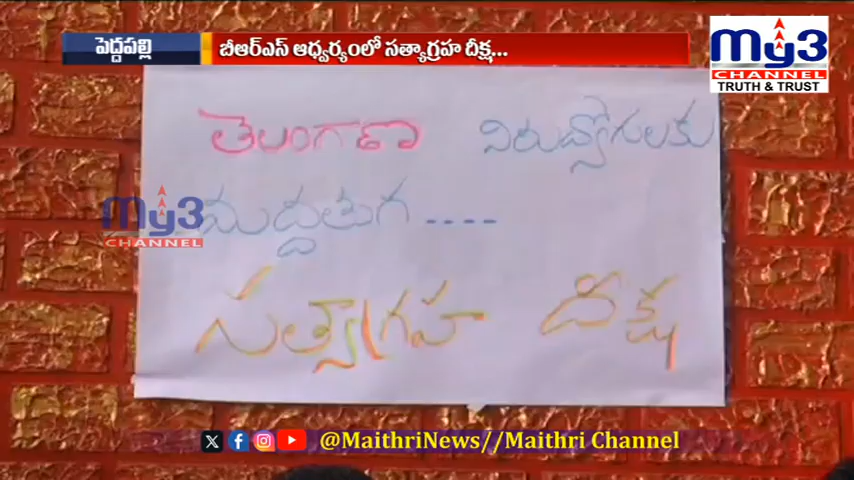 పెద్దపల్లి
బీఆర్ఎస్ ఆధ్వర్యంలో సత్యాగ్రహ దీక్ష...
My3
CHANNEL
TRUTH & TRUST
తెలంగాణా నిరుద్యోగులకు
మద్దతుగ ....
My3
CHANNEL
సత్యాగ్రహ దీక్ష
@MaithriNews//Maithri Channel